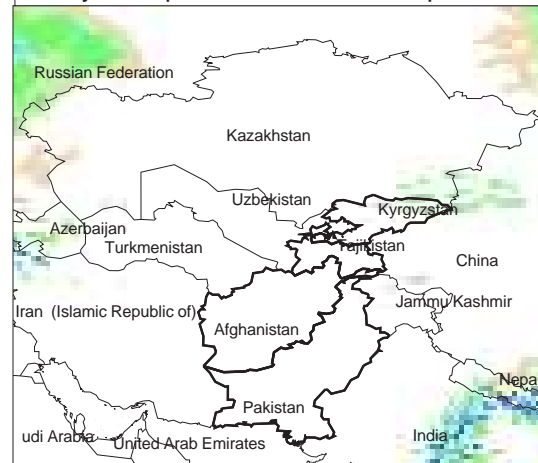 Russian Federation
Kazakhstan
Uzbekistan
Kyrgyzstan
Azerbaijan
Turkmenistan
Tajikistan
China
Jammu Kashmir
Iran (Islamic Republic of)
Afghanistan
Nepa
Pakistan
udi Arabia
United Arab Emirates
India